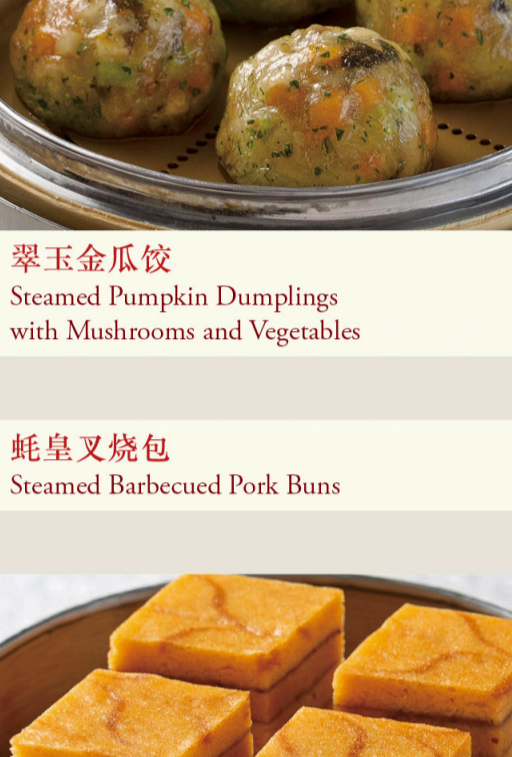 翠玉金瓜饺
Steamed Pumpkin Dumplings
with Mushrooms and Vegetables
蚝皇叉烧包
Steamed Barbecued Pork Buns